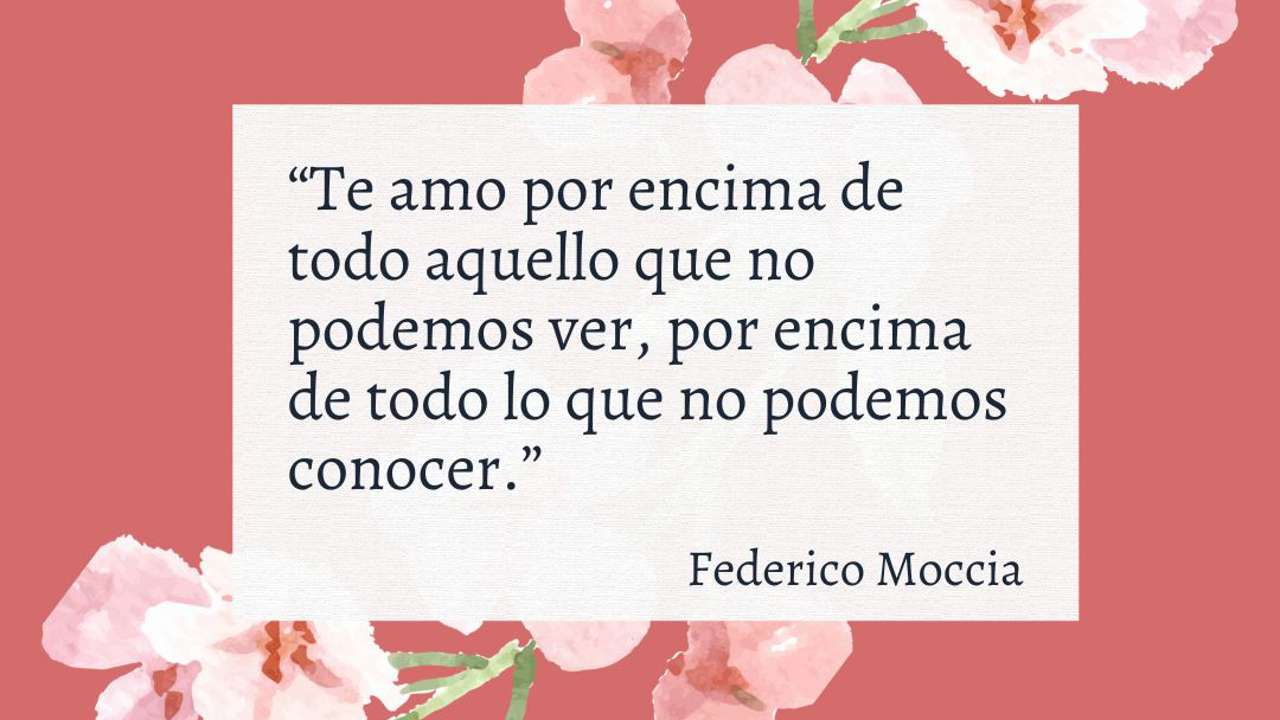 “Te amo por encima de
todo aquello que no
podemos ver, por encima
de todo lo que no podemos
conocer.”
Federico Moccia